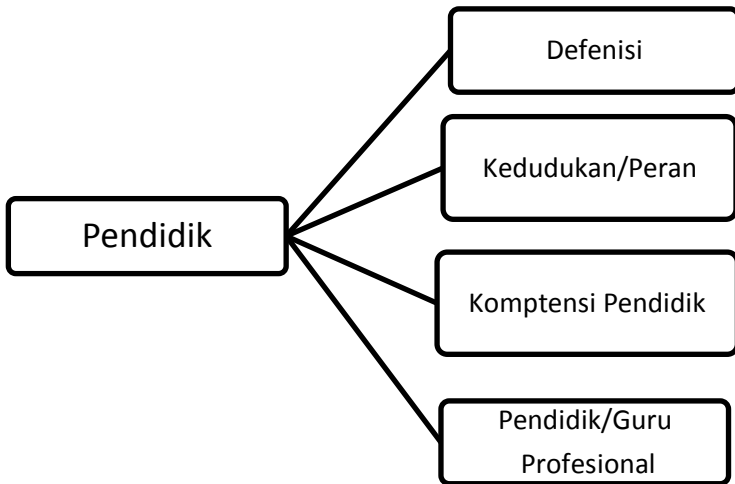 Pendidik
Defenisi
Kedudukan/Peran
Komptensi Pendidik
Pendidik/Guru
Profesional